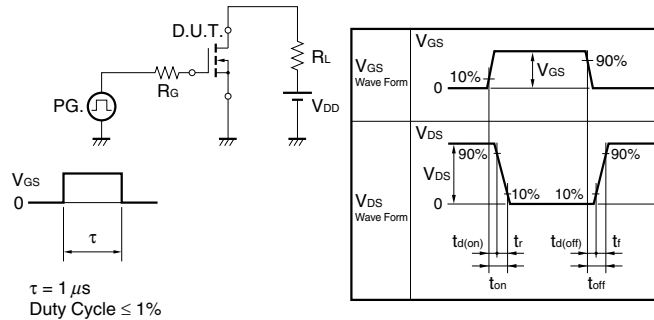 D.U.T.
RL
RG
PG.
VDD
VGS
0
τ
τ = 1 μs
Duty Cycle ≤ 1%
VGS
Wave Form
VGS
10%
VGS
90%
0
VDS
Wave Form
VDS
90%
VDS
10%
10%
90%
0
td(on)
tr
td(off)
tf
ton
toff